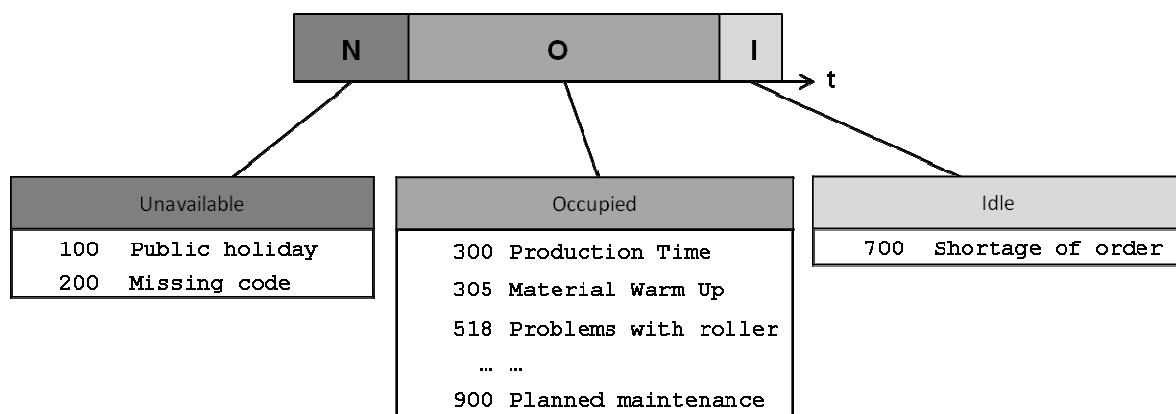 N O I
t
Unavailable
100 Public holiday
200 Missing code
Occupied
300 Production Time
305 Material Warm Up
518 Problems with roller
… …
900 Planned maintenance
Idle
700 Shortage of order